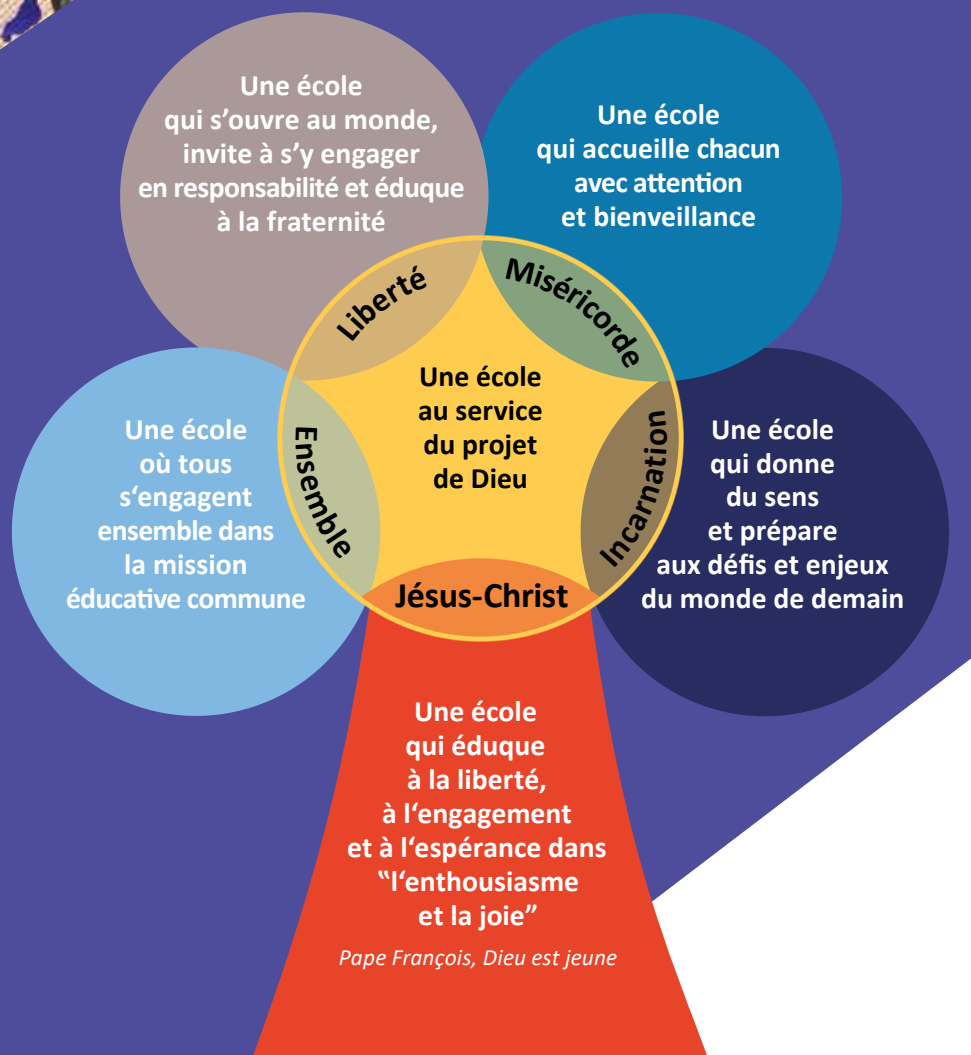 Une école
qui s’ouvre au monde,
invite à s’y engager
en responsabilité et éduque
à la fraternité
Une école
qui accueille chacun
avec attention
et bienveillance
Liberté
Miséricorde
Une école
au service
du projet
de Dieu
Ensemble
Incarnation
Jésus-Christ
Une école
où tous
s‘engagent
ensemble dans
la mission
éducative commune
Une école
qui donne
du sens
et prépare
aux défis et enjeux
du monde de demain
Une école
qui éduque
à la liberté,
à l‘engagement
et à l‘espérance dans
‟l‘enthousiasme
et la joie”
Pape François, Dieu est jeune